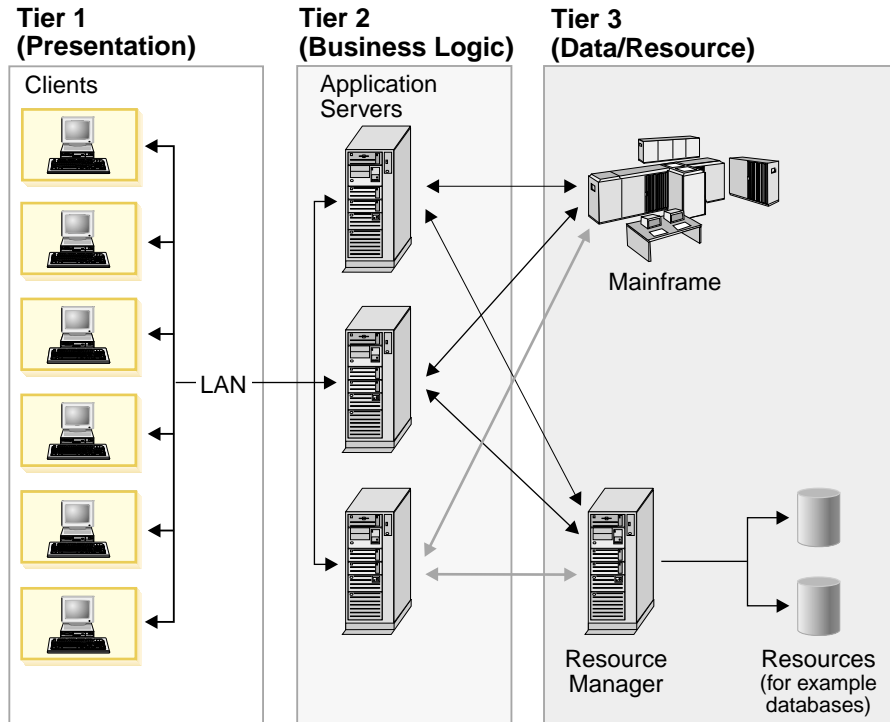 Tier 1
(Presentation)
Tier 2
(Business Logic)
Tier 3
(Data/Resource)
Clients
Application
Servers
Mainframe
LAN
Resource
Manager
Resources
(for example
databases)